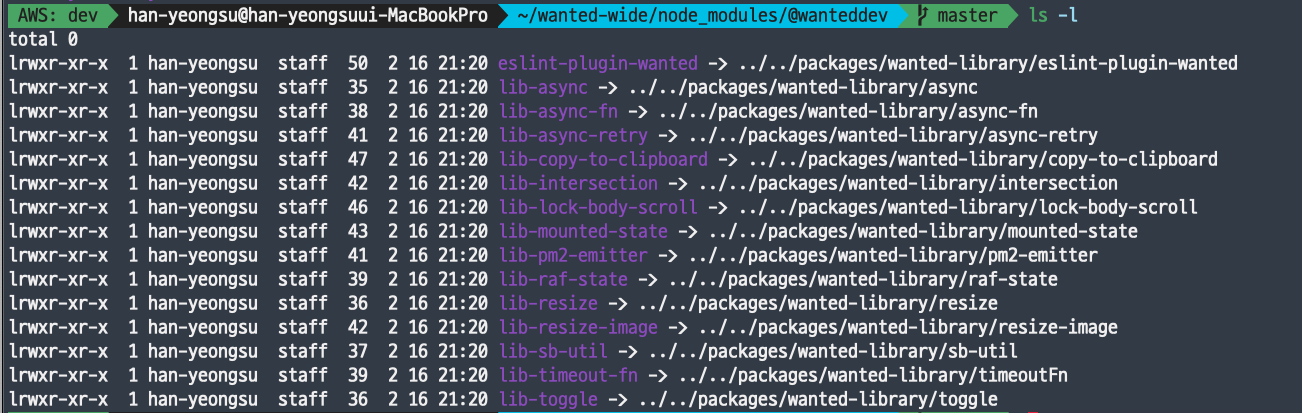 AWS: dev han-yeongsu@han-yeongsuui-MacBookPro ~/wanted-wide/node_modules/@wanteddev master ls -l
total 0
lrwxr-xr-x 1 han-yeongsu staff 50 2 16 21:20 eslint-plugin-wanted -> ../../packages/wanted-library/eslint-plugin-wanted
lrwxr-xr-x 1 han-yeongsu staff 35 2 16 21:20 lib-async -> ../../packages/wanted-library/async
lrwxr-xr-x 1 han-yeongsu staff 38 2 16 21:20 lib-async-fn -> ../../packages/wanted-library/async-fn
lrwxr-xr-x 1 han-yeongsu staff 41 2 16 21:20 lib-async-retry -> ../../packages/wanted-library/async-retry
lrwxr-xr-x 1 han-yeongsu staff 47 2 16 21:20 lib-copy-to-clipboard -> ../../packages/wanted-library/copy-to-clipboard
lrwxr-xr-x 1 han-yeongsu staff 42 2 16 21:20 lib-intersection -> ../../packages/wanted-library/intersection
lrwxr-xr-x 1 han-yeongsu staff 46 2 16 21:20 lib-lock-body-scroll -> ../../packages/wanted-library/lock-body-scroll
lrwxr-xr-x 1 han-yeongsu staff 43 2 16 21:20 lib-mounted-state -> ../../packages/wanted-library/mounted-state
lrwxr-xr-x 1 han-yeongsu staff 41 2 16 21:20 lib-pm2-emitter -> ../../packages/wanted-library/pm2-emitter
lrwxr-xr-x 1 han-yeongsu staff 39 2 16 21:20 lib-raf-state -> ../../packages/wanted-library/raf-state
lrwxr-xr-x 1 han-yeongsu staff 36 2 16 21:20 lib-resize -> ../../packages/wanted-library/resize
lrwxr-xr-x 1 han-yeongsu staff 42 2 16 21:20 lib-resize-image -> ../../packages/wanted-library/resize-image
lrwxr-xr-x 1 han-yeongsu staff 37 2 16 21:20 lib-sb-util -> ../../packages/wanted-library/sb-util
lrwxr-xr-x 1 han-yeongsu staff 39 2 16 21:20 lib-timeout-fn -> ../../packages/wanted-library/timeoutFn
lrwxr-xr-x 1 han-yeongsu staff 36 2 16 21:20 lib-toggle -> ../../packages/wanted-library/toggle